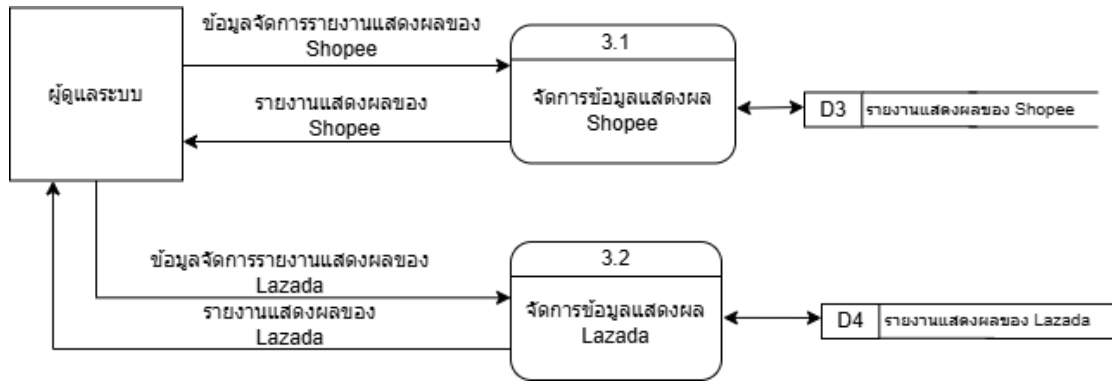 ข้อมูลจัดการรายงานแสดงผลของ
Shopee
3.1
ผู้ดูแลระบบ
จัดการข้อมูลแสดงผล
Shopee
รายงานแสดงผลของ
Shopee
D3 รายงานแสดงผลของ Shopee
ข้อมูลจัดการรายงานแสดงผลของ
Lazada
3.2
รายงานแสดงผลของ
Lazada
จัดการข้อมูลแสดงผล
Lazada
D4 รายงานแสดงผลของ Lazada